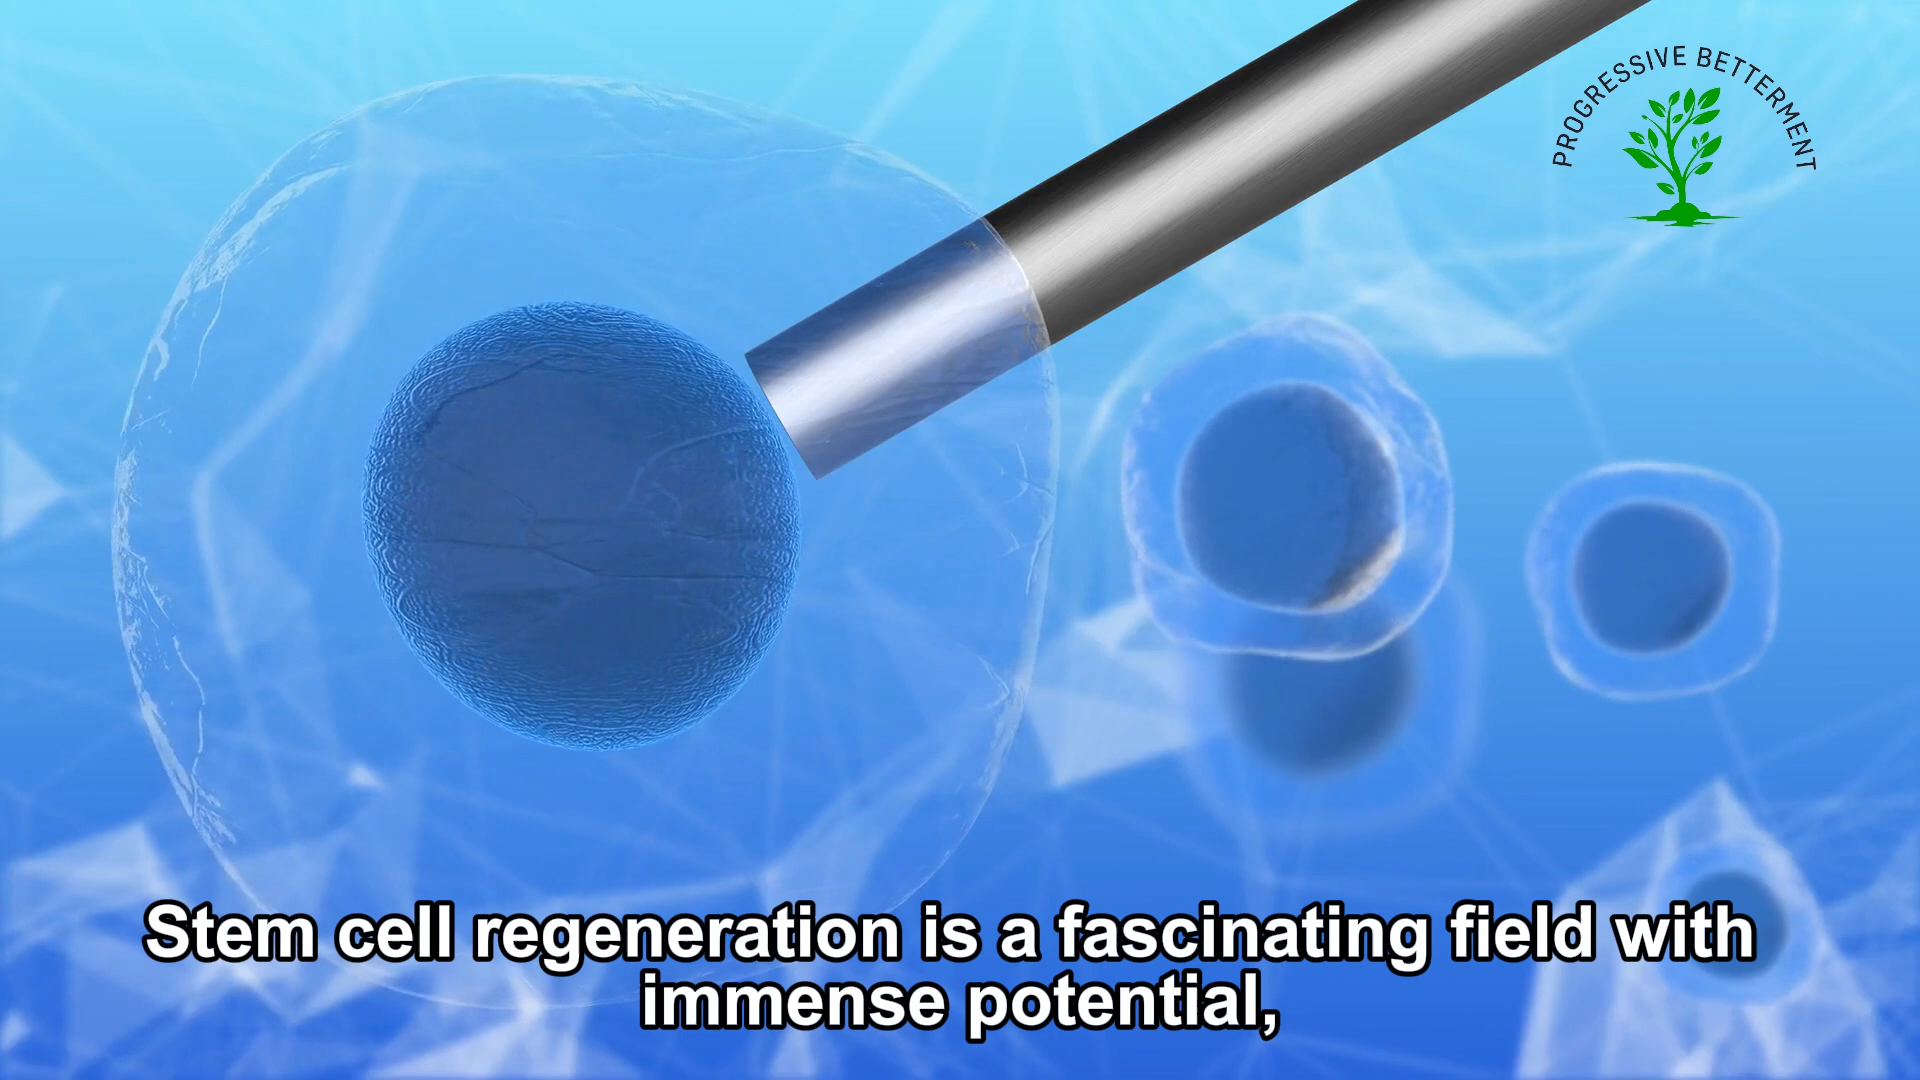 PROGRESSIVE BETTERMENT
Stem cell regeneration is a fascinating field with
immense potential,